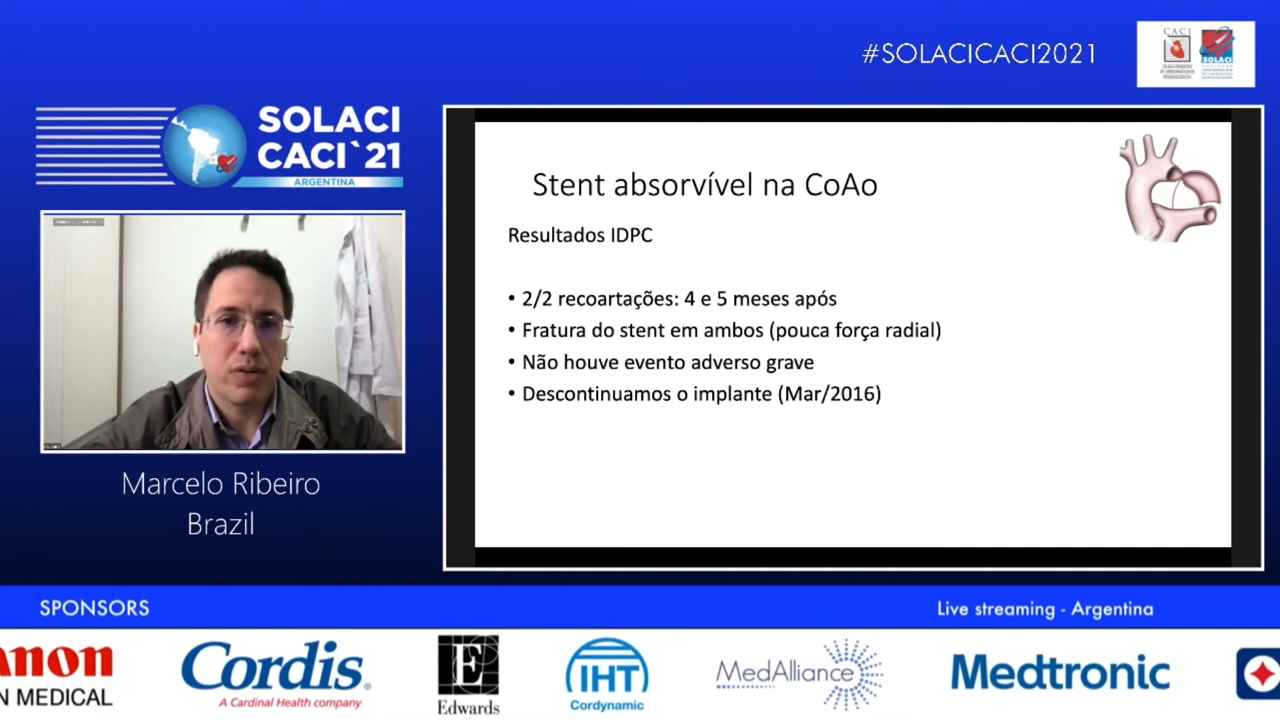 #SOLACICACI2021
CACI
SOLACI
SOLACI
CACI`21
ARGENTINA
Stent absorvível na CoAo
Resultados IDPC
• 2/2 recoartações: 4 e 5 meses após
• Fratura do stent em ambos (pouca força radial)
• Não houve evento adverso grave
• Descontinuamos o implante (Mar/2016)
Marcelo Ribeiro
Brazil
SPONSORS
Live streaming - Argentina
anon
N MEDICAL
Cordis.
A Cardinal Health company
E
Edwards
IHT
Cordynamic
MedAlliance
Medtronic